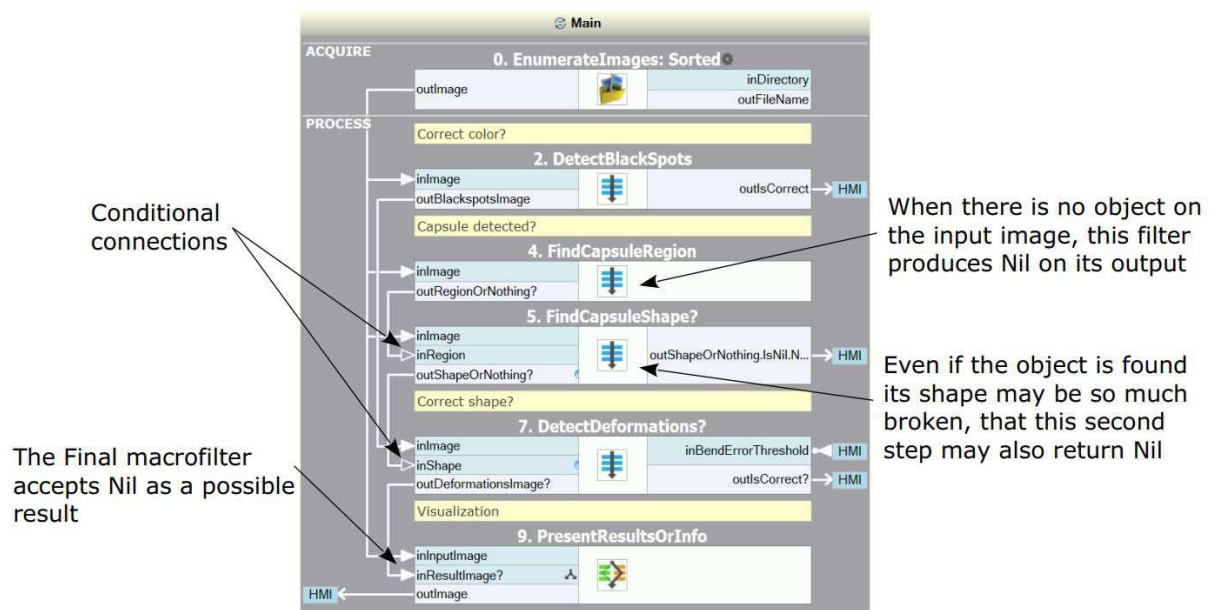 Main
ACQUIRE
0. EnumerateImages: Sorted
outImage
inDirectory
outFileName
PROCESS
Correct color?
2. DetectBlackSpots
inImage
outBlackspotsImage
outIsCorrect
HMI
Capsule detected?
4. FindCapsuleRegion
inImage
outRegionOrNothing?
5. FindCapsuleShape?
inImage
inRegion
outShapeOrNothing?
outShapeOrNothing.IsNil.N...
HMI
Correct shape?
7. DetectDeformations?
inImage
inShape
outDeformationsImage?
inBendErrorThreshold
HMI
outIsCorrect?
HMI
Visualization
9. PresentResultsOrInfo
inInputImage
inResultImage?
outImage
HMI
Conditional
connections
The Final macrofilter
accepts Nil as a possible
result
When there is no object on
the input image, this filter
produces Nil on its output
Even if the object is found
its shape may be so much
broken, that this second
step may also return Nil